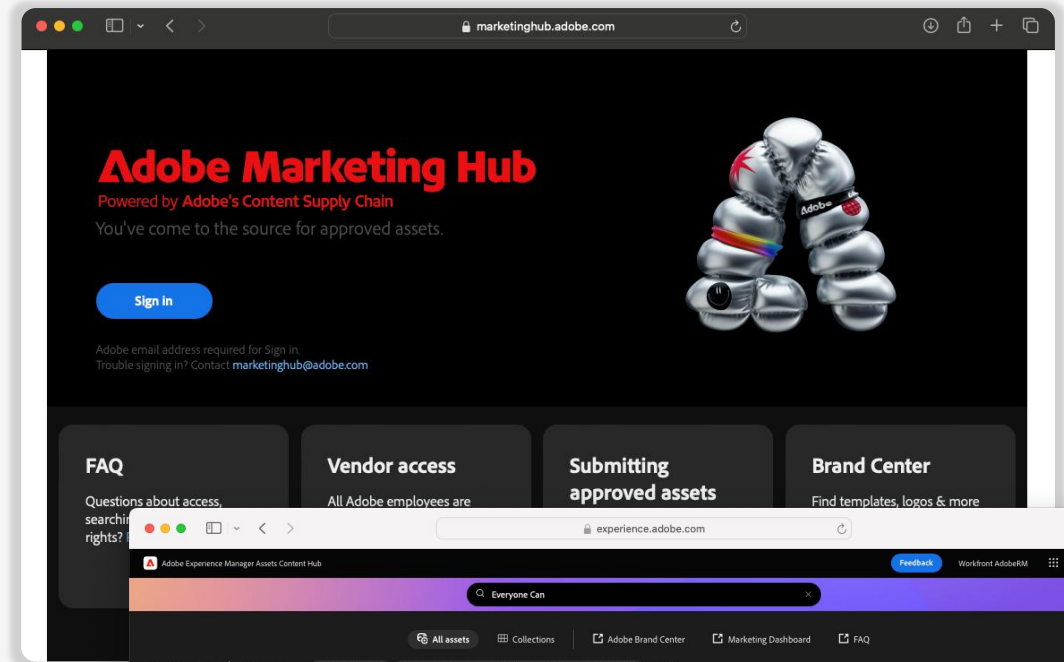 marketinghub.adobe.com
Adobe Marketing Hub
Powered by Adobe's Content Supply Chain
You've come to the source for approved assets.
Sign in
Adobe email address required for Sign in.
Trouble signing in? Contact marketinghub@adobe.com
Adobe
FAQ
Questions about access,
rights?
Vendor access
All Adobe employees are
Submitting
approved assets
Brand Center
Find templates, logos & more
experience.adobe.com
Adobe Experience Manager Assets Content Hub
Feedback
Workfront AdobeRM
Everyone Can
All assets
Collections
Adobe Brand Center
Marketing Dashboard
FAQ